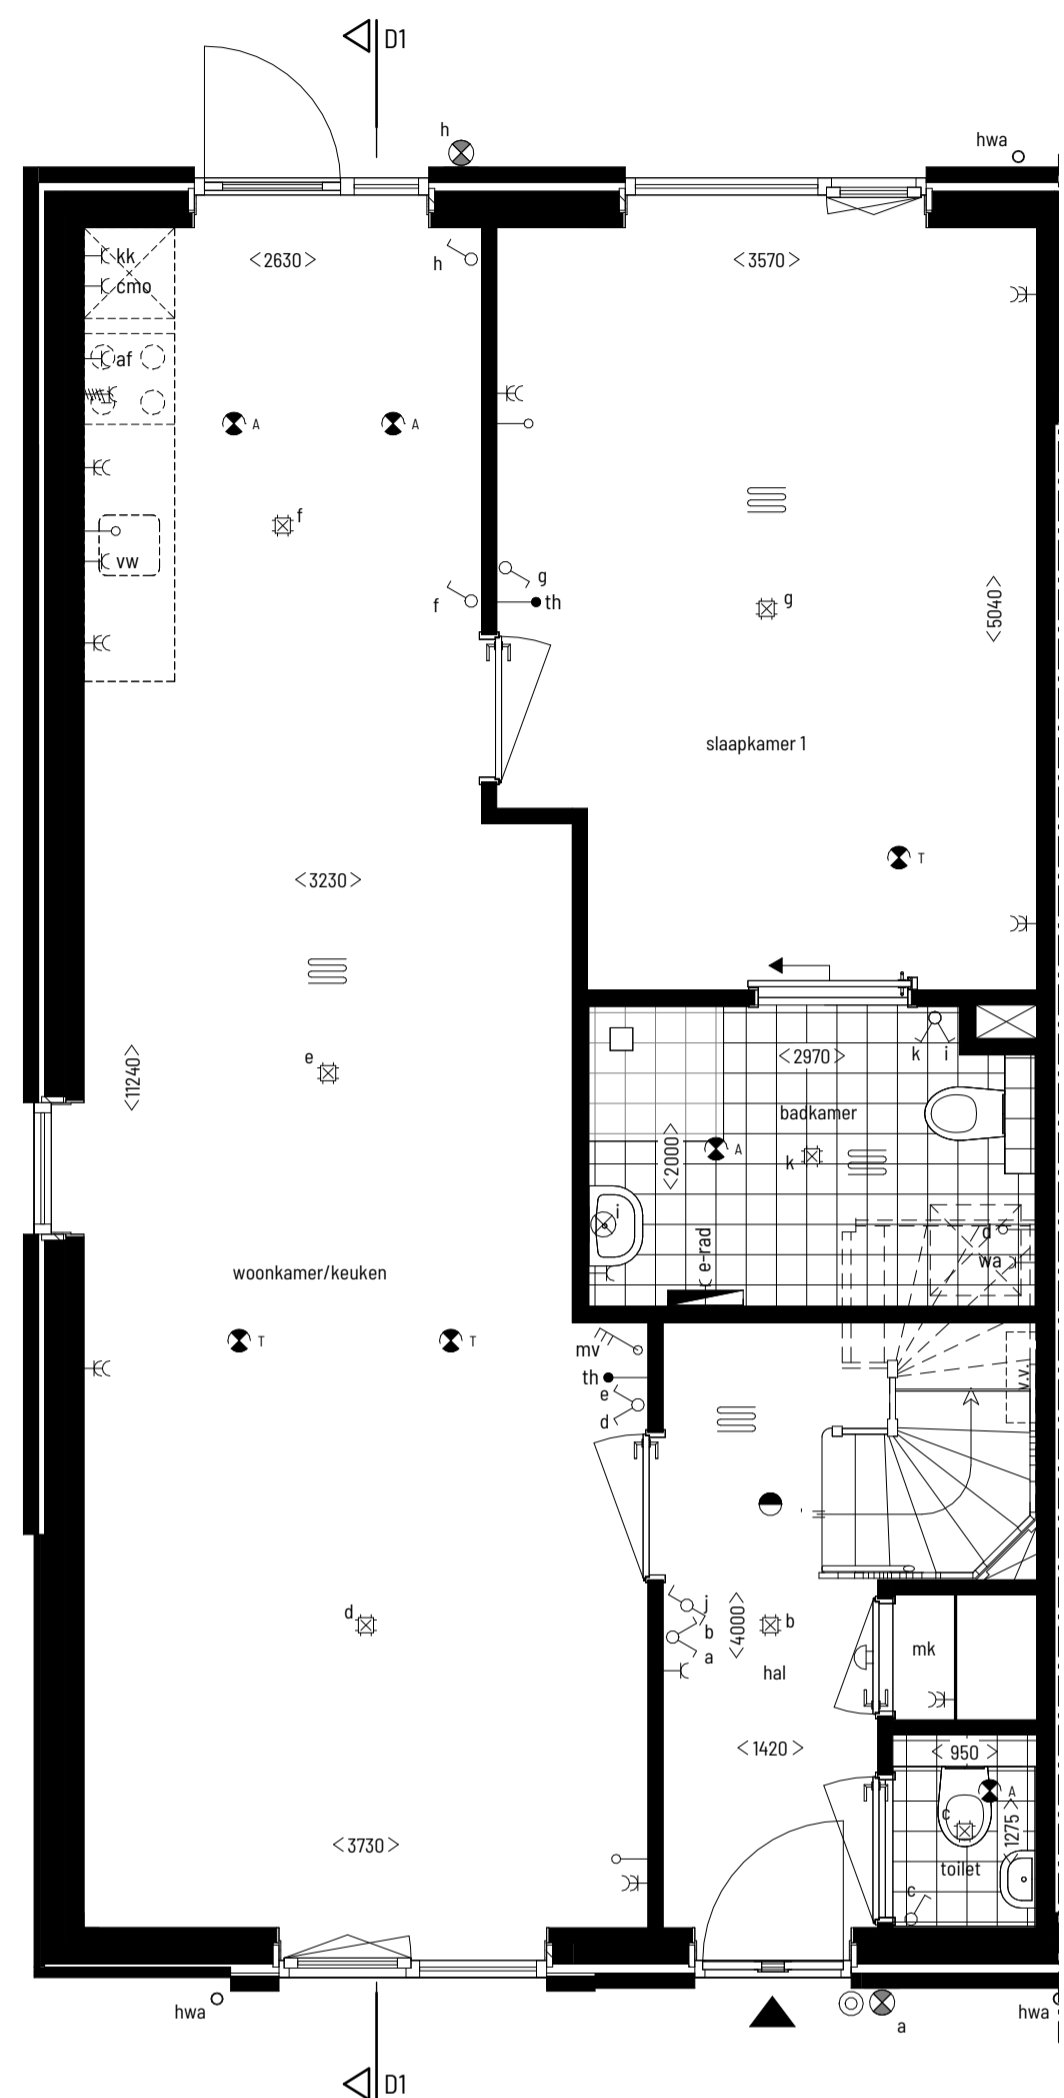 D1
h
hwa
kk
cmo
<2630>
h
<3570>
af
A
A
f
vw
f
g
th
g
<5040>
slaapkamer 1
<3230>
T
e
<11240>
k
i
<2970>
badkamer
<2000>
A
k
i
e-rad
d
wa
woonkamer/keuken
T
T
mv
th
e
d
v.v.
j
b
a
b
<4000>
hal
mk
d
<1420>
<950>
A
c
<1275>
toilet
c
<3730>
hwa
a
hwa
D1